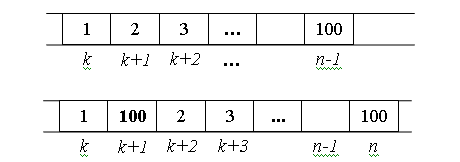 1 2 3 ... 100
k k+1 k+2 ... n-1
1 100 2 3 ... 100
k k+1 k+2 k+3 n-1 n